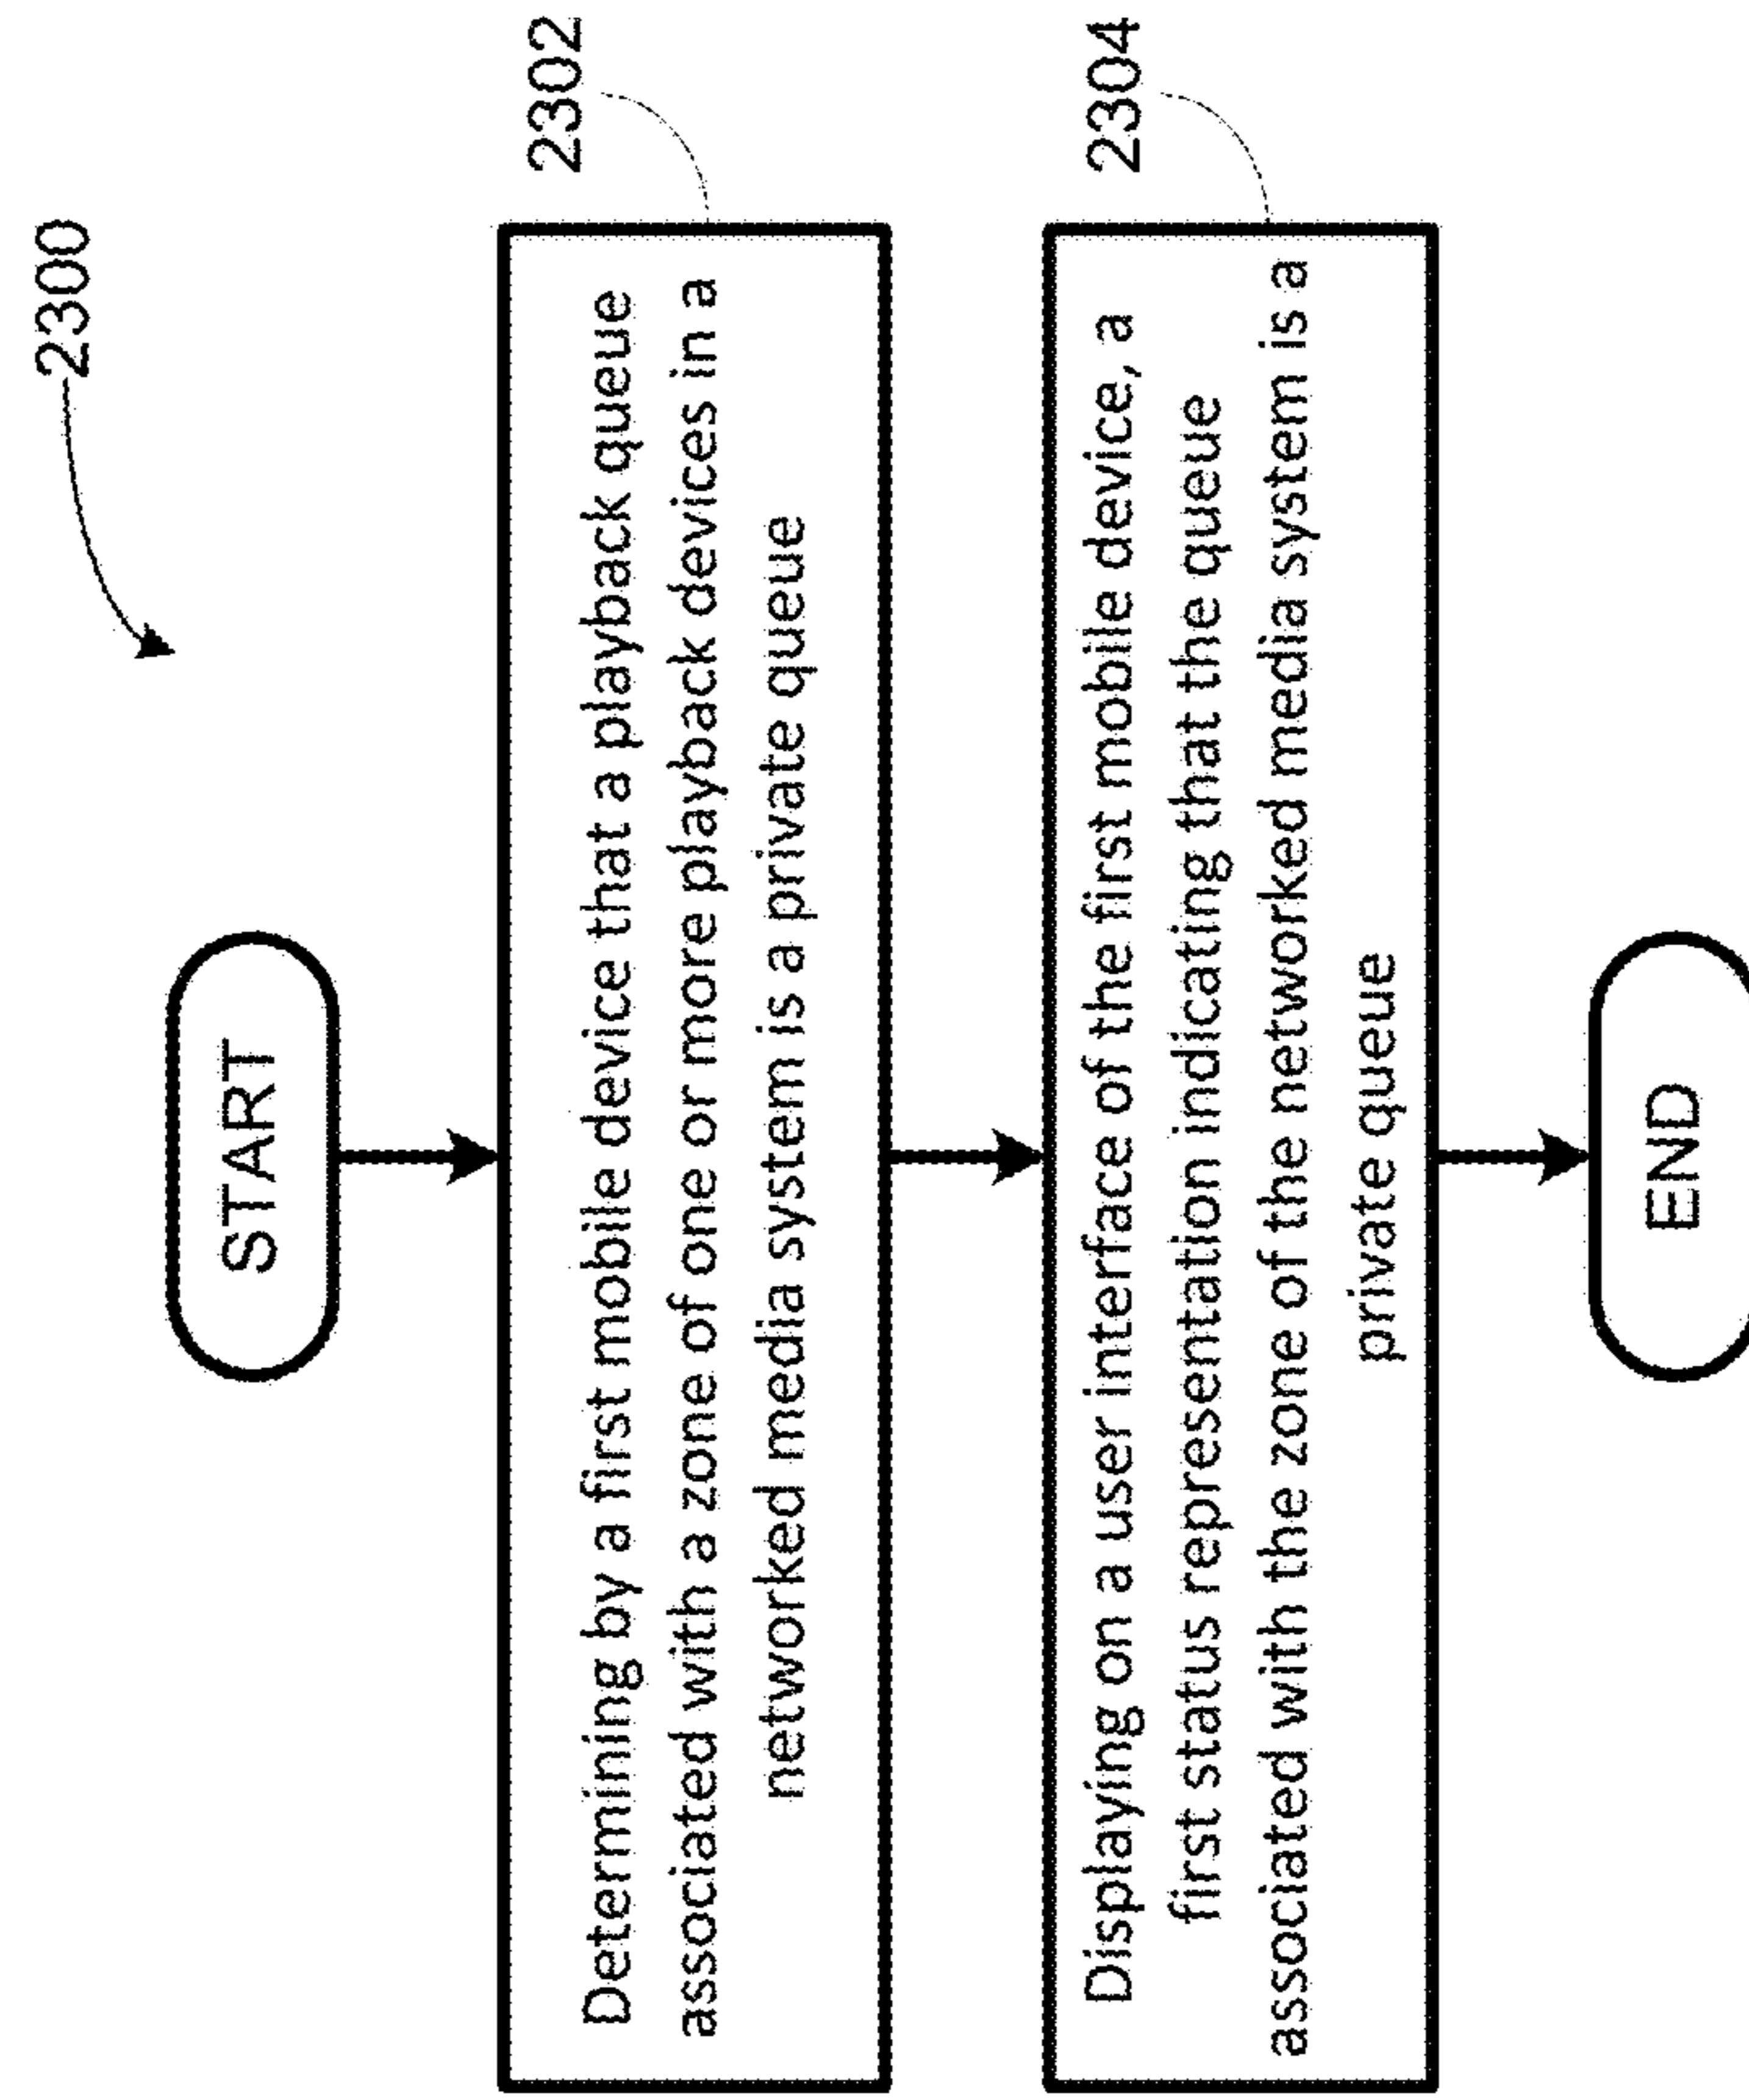 2300
START
Determining by a first mobile device that a playback queue
associated with a zone of one or more playback devices in a
networked media system is a private queue
2302
Displaying on a user interface of the first mobile device, a
first status representation indicating that the queue
associated with the zone of the networked media system is a
private queue
2304
END